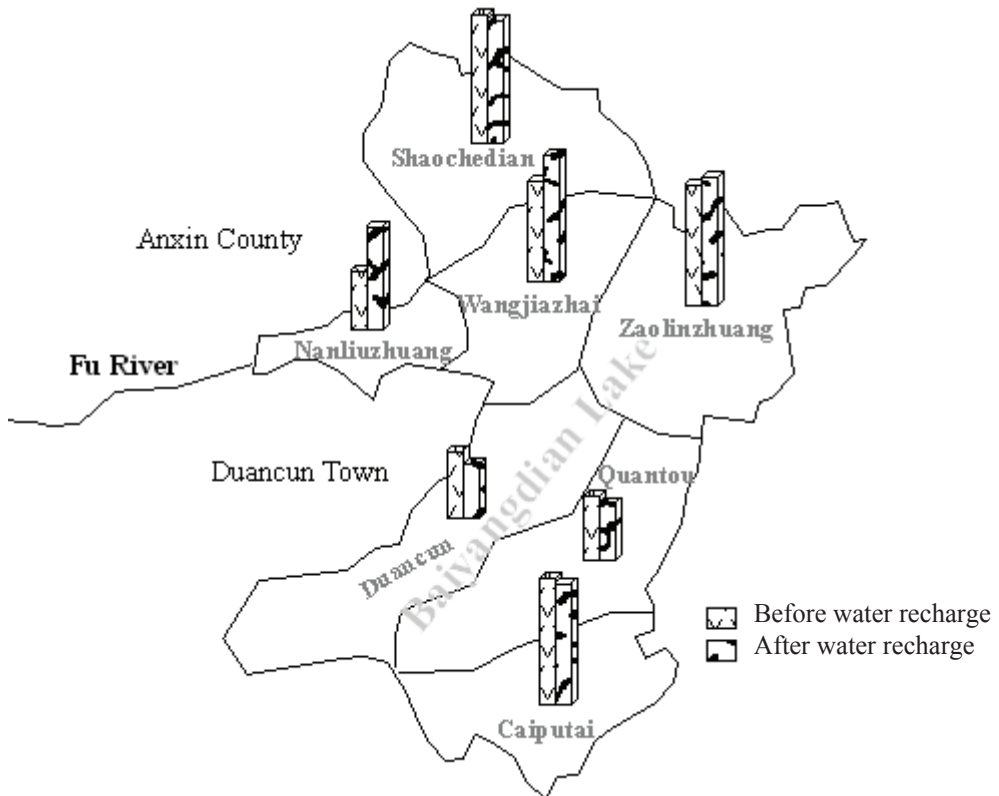 Shaochedian
Anxin County
Wangjiazhai
Zaolinzhuang
Nanliuzhuang
Fu River
Duancun Town
Quantou
Baiyangdian Lake
Duancun
Before water recharge
After water recharge
Caiputai